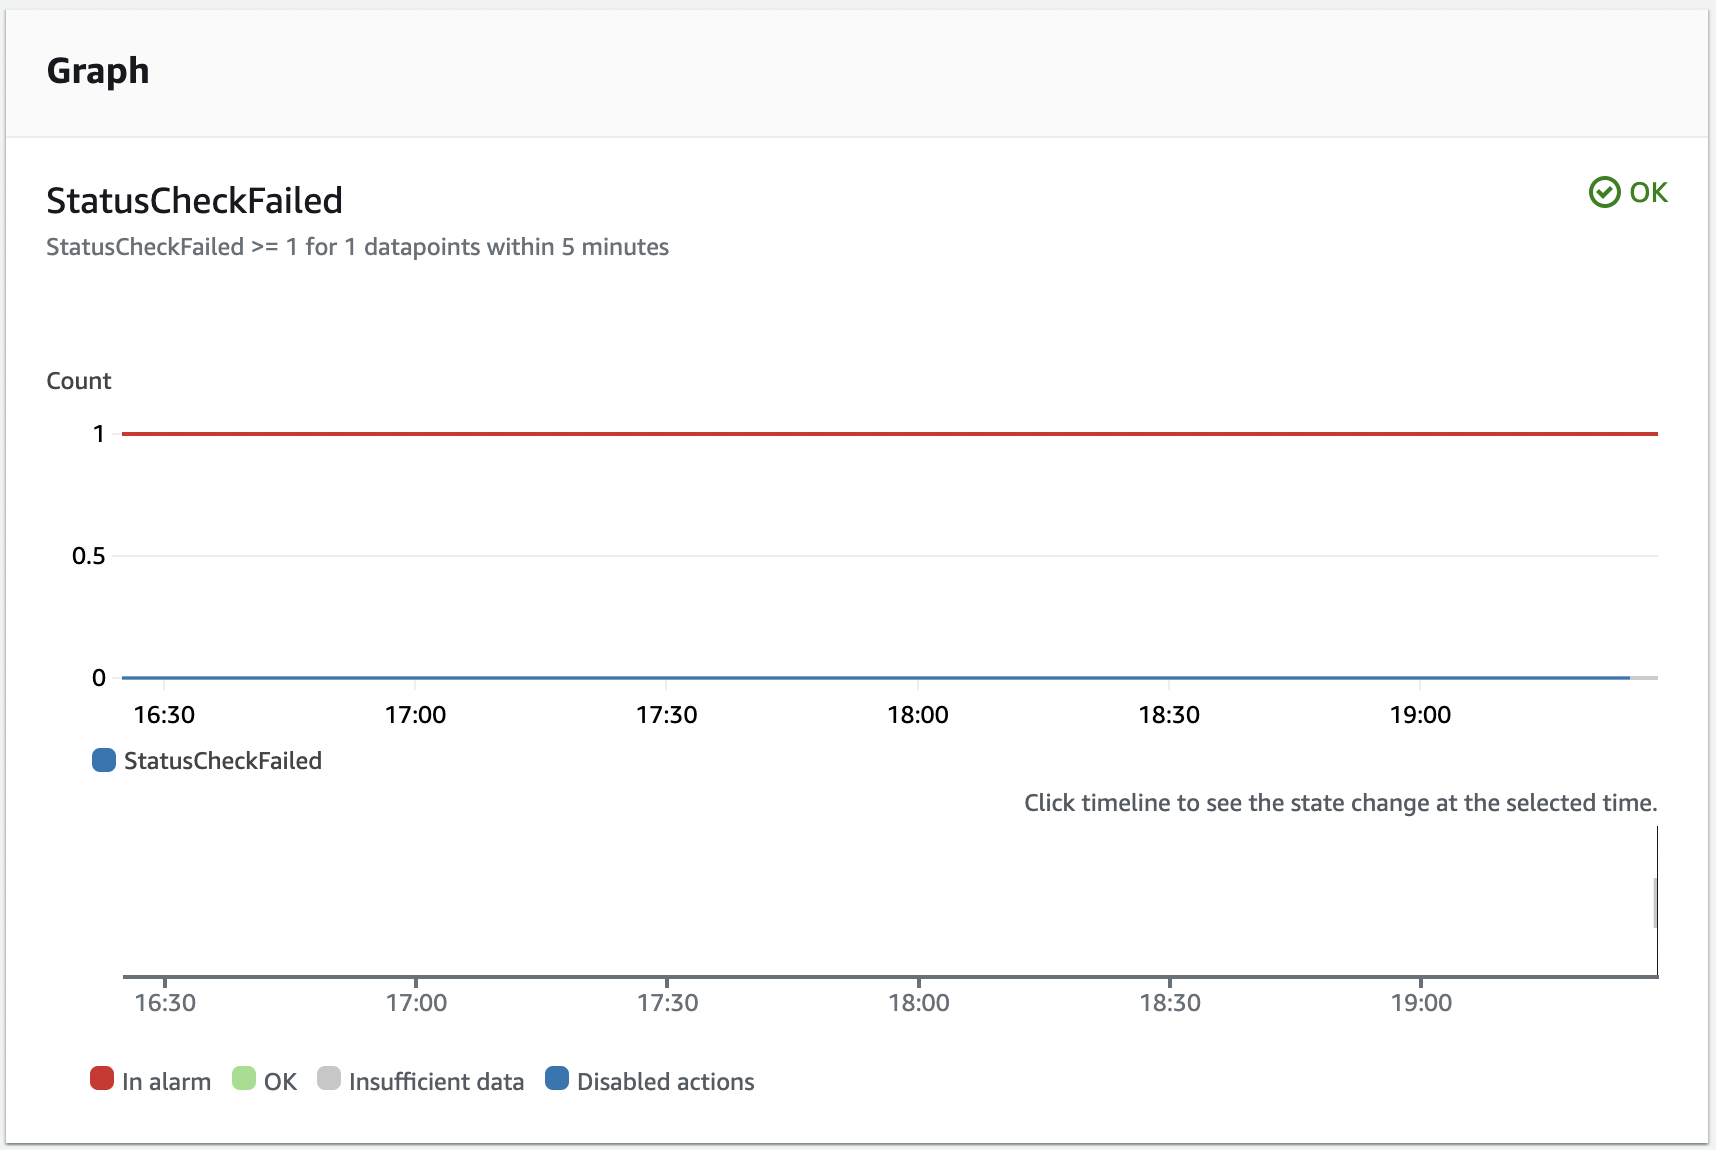 Graph
StatusCheckFailed
OK
StatusCheckFailed >= 1 for 1 datapoints within 5 minutes
Count
1
0.5
0
16:30 17:00 17:30 18:00 18:30 19:00
StatusCheckFailed
Click timeline to see the state change at the selected time.
16:30 17:00 17:30 18:00 18:30 19:00
In alarm OK Insufficient data Disabled actions